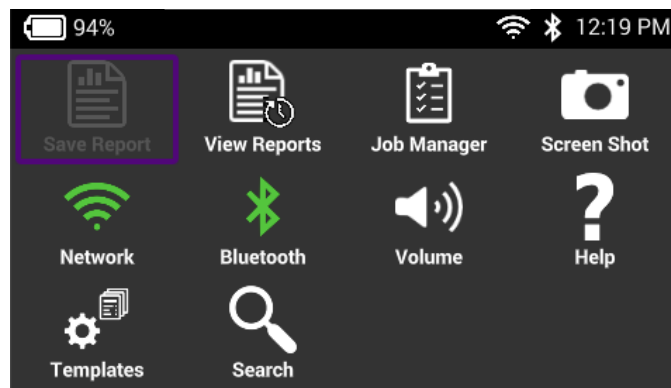 94% 12:19 PM
Save Report View Reports Job Manager Screen Shot
Network Bluetooth Volume Help
Templates Search